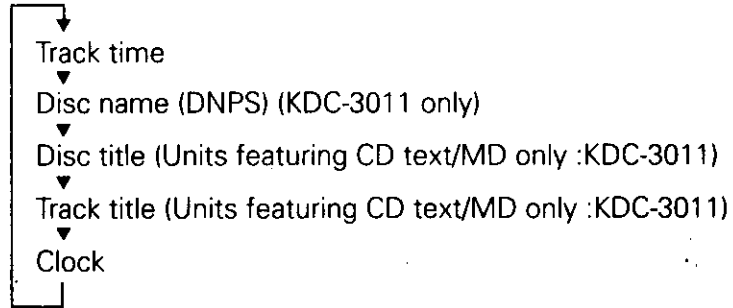 Track time
Disc name (DNPS) (KDC-3011 only)
Disc title (Units featuring CD text/MD only :KDC-3011)
Track title (Units featuring CD text/MD only :KDC-3011)
Clock